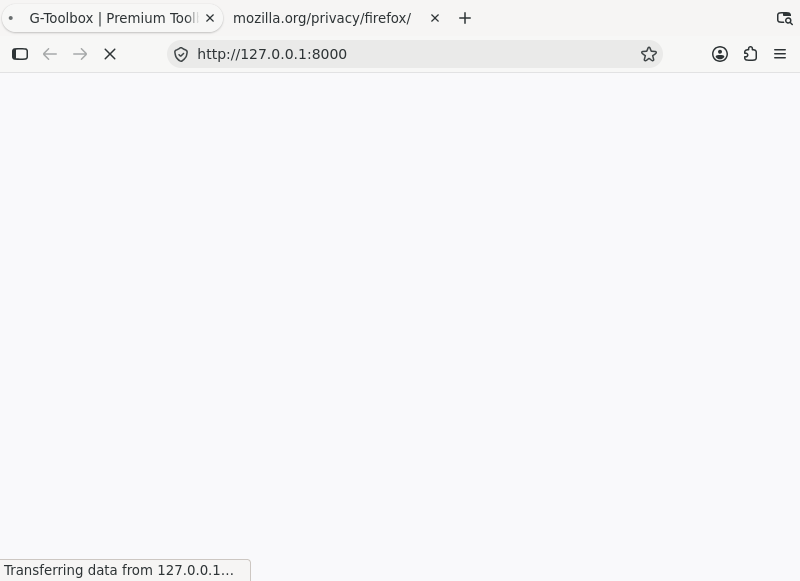 G-Toolbox | Premium Tool
mozilla.org/privacy/firefox/
http://127.0.0.1:8000
Transferring data from 127.0.0.1…